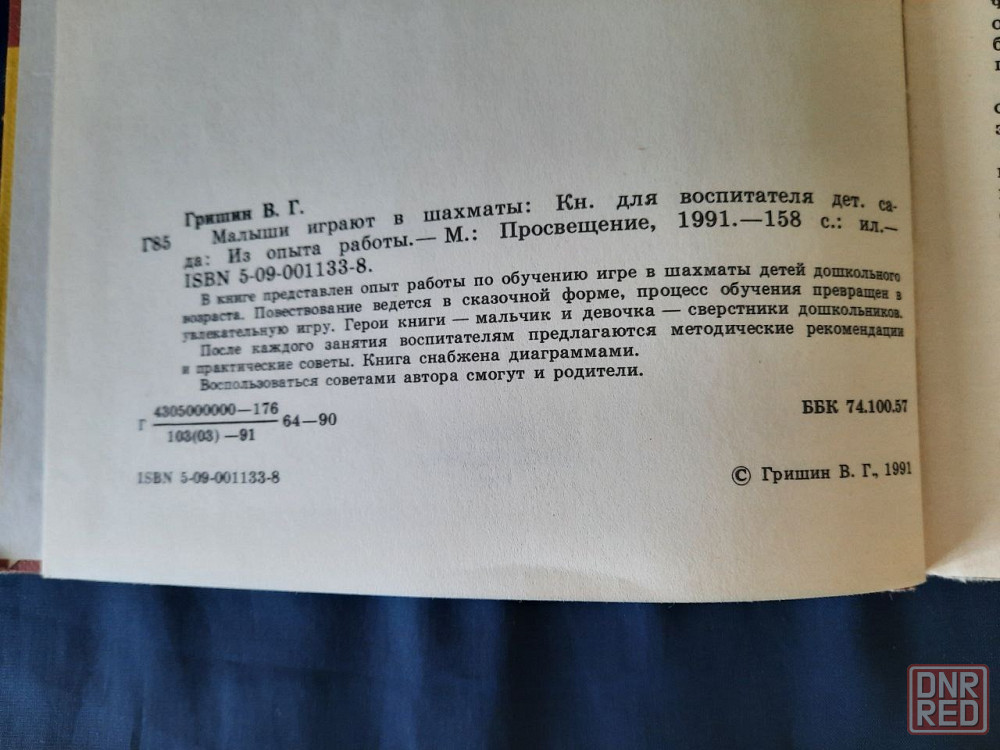 Гришин В. Г.
Г85 Малыши играют в шахматы: Кн. для воспитателя дет. са-
да: Из опыта работы.— М.: Просвещение, 1991.—158 с.: ил.—
ISBN 5-09-001133-8.
В книге представлен опыт работы по обучению игре в шахматы детей дошкольного
возраста. Повествование ведется в сказочной форме, процесс обучения превращен в
увлекательную игру. Герои книги — мальчик и девочка — сверстники дошкольников.
После каждого занятия воспитателям предлагаются методические рекомендации
и практические советы. Книга снабжена диаграммами.
Воспользоваться советами автора смогут и родители.
4305000000—176
Г 64—90
103(03) —91
ББК 74.100.57
ISBN 5-09-001133-8
© Гришин В. Г., 1991
DNR
RED